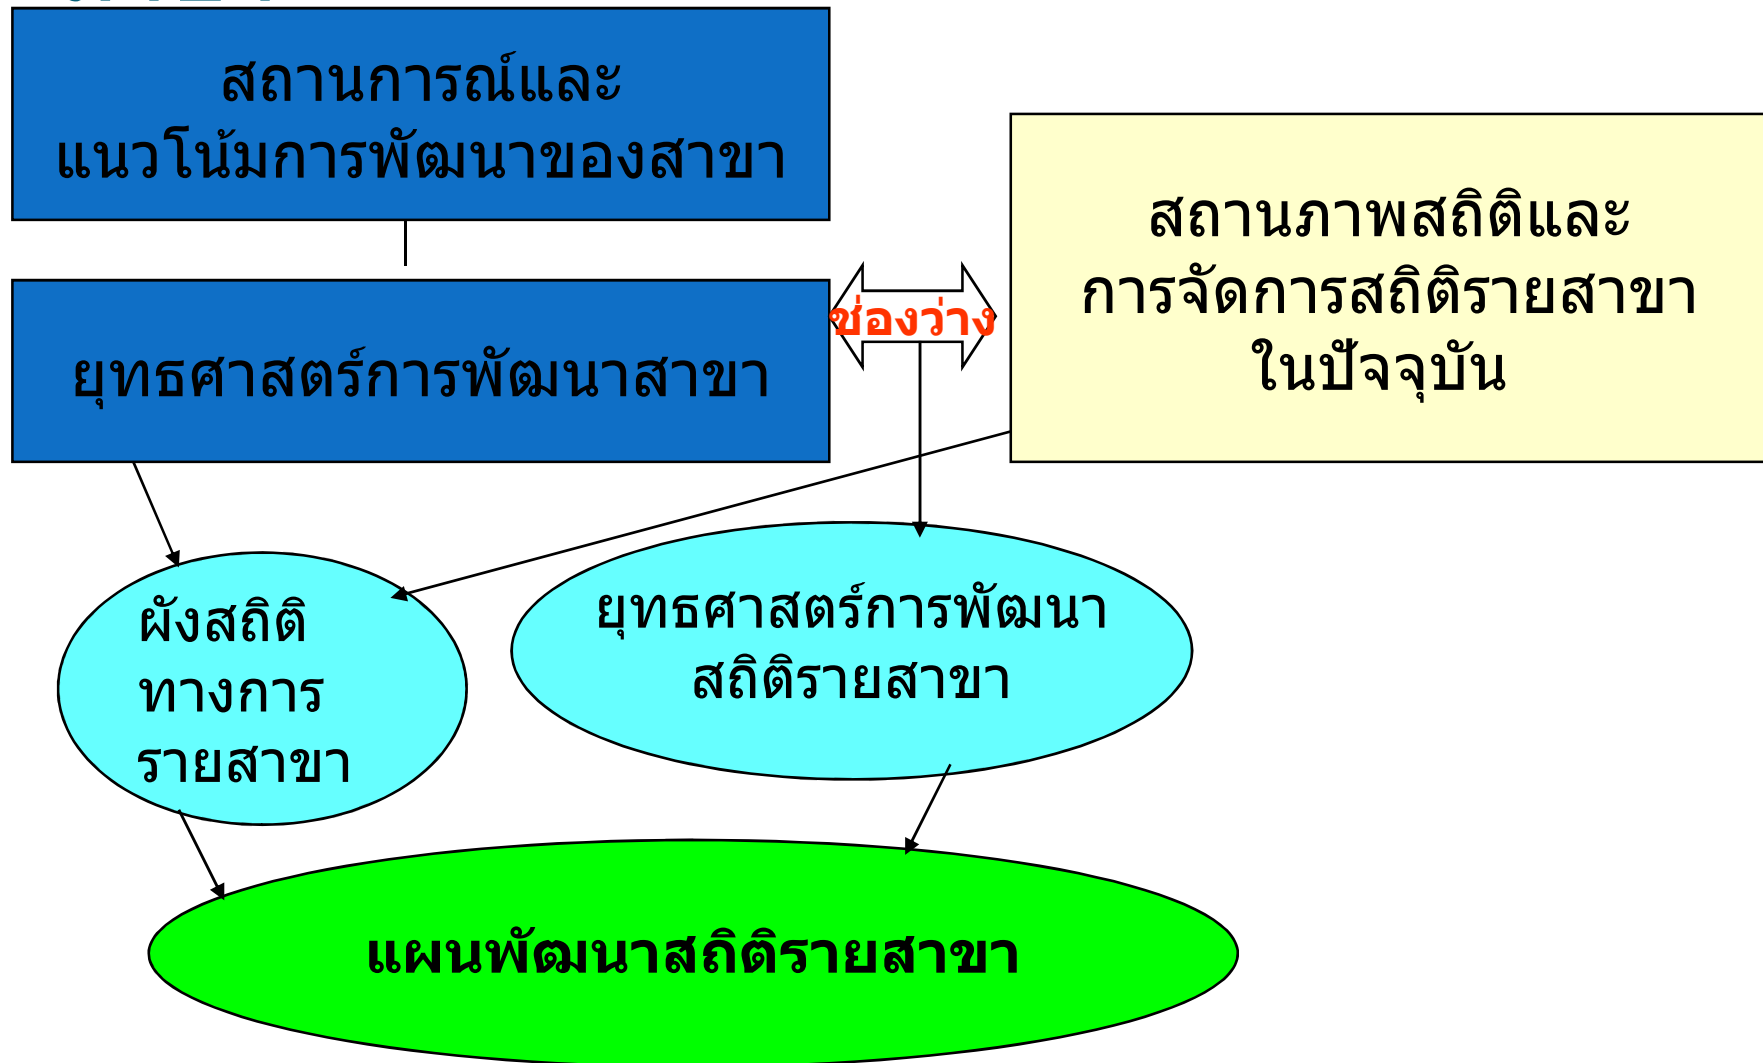 สถานการณ์และ
แนวโน้มการพัฒนาของสาขา
สถานภาพสถิติและ
การจัดการสถิติรายสาขา
ในปัจจุบัน
ช่องว่าง
ยุทธศาสตร์การพัฒนาสาขา
ผังสถิติ
ทางการ
รายสาขา
ยุทธศาสตร์การพัฒนา
สถิติรายสาขา
แผนพัฒนาสถิติรายสาขา